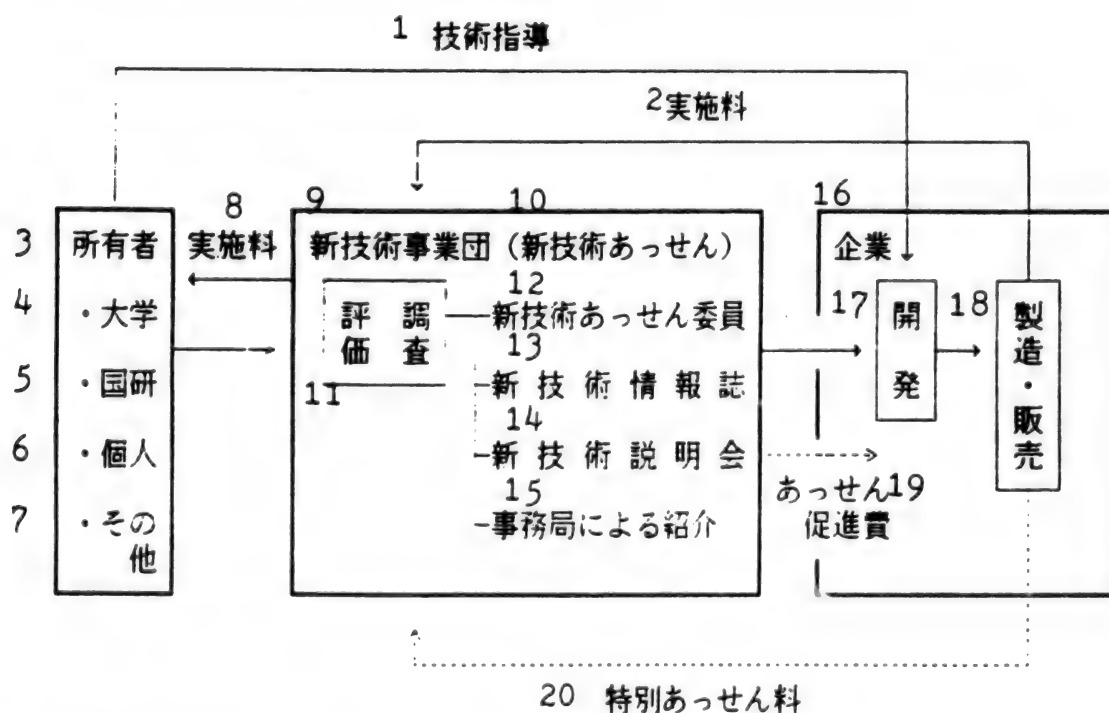 1 技術指導
2実施料
3 所有者
4 ・大学
5 ・国研
6 ・個人
7 ・その
他
8
実施料
9 10
新技術事業団(新技術あっせん)
11
評 調
価 査
12
新技術あっせん委員
13
新技術情報誌
14
新技術説明会
15
事務局による紹介
16
企業
17 開発
18 製造・販売
あっせん19
促進費
20 特別あっせん料